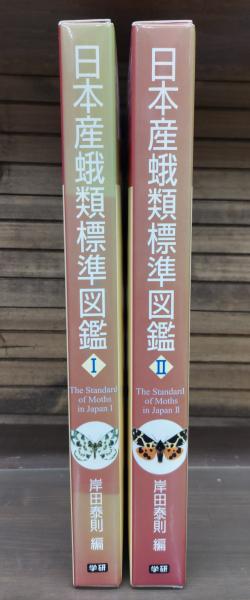 日本産蛾類標準図鑑
I
The Standard
of Moths
in Japan I
岸田泰則 編
学研
日本産蛾類標準図鑑
II
The Standard
of Moths
in Japan II
岸田泰則 編
学研